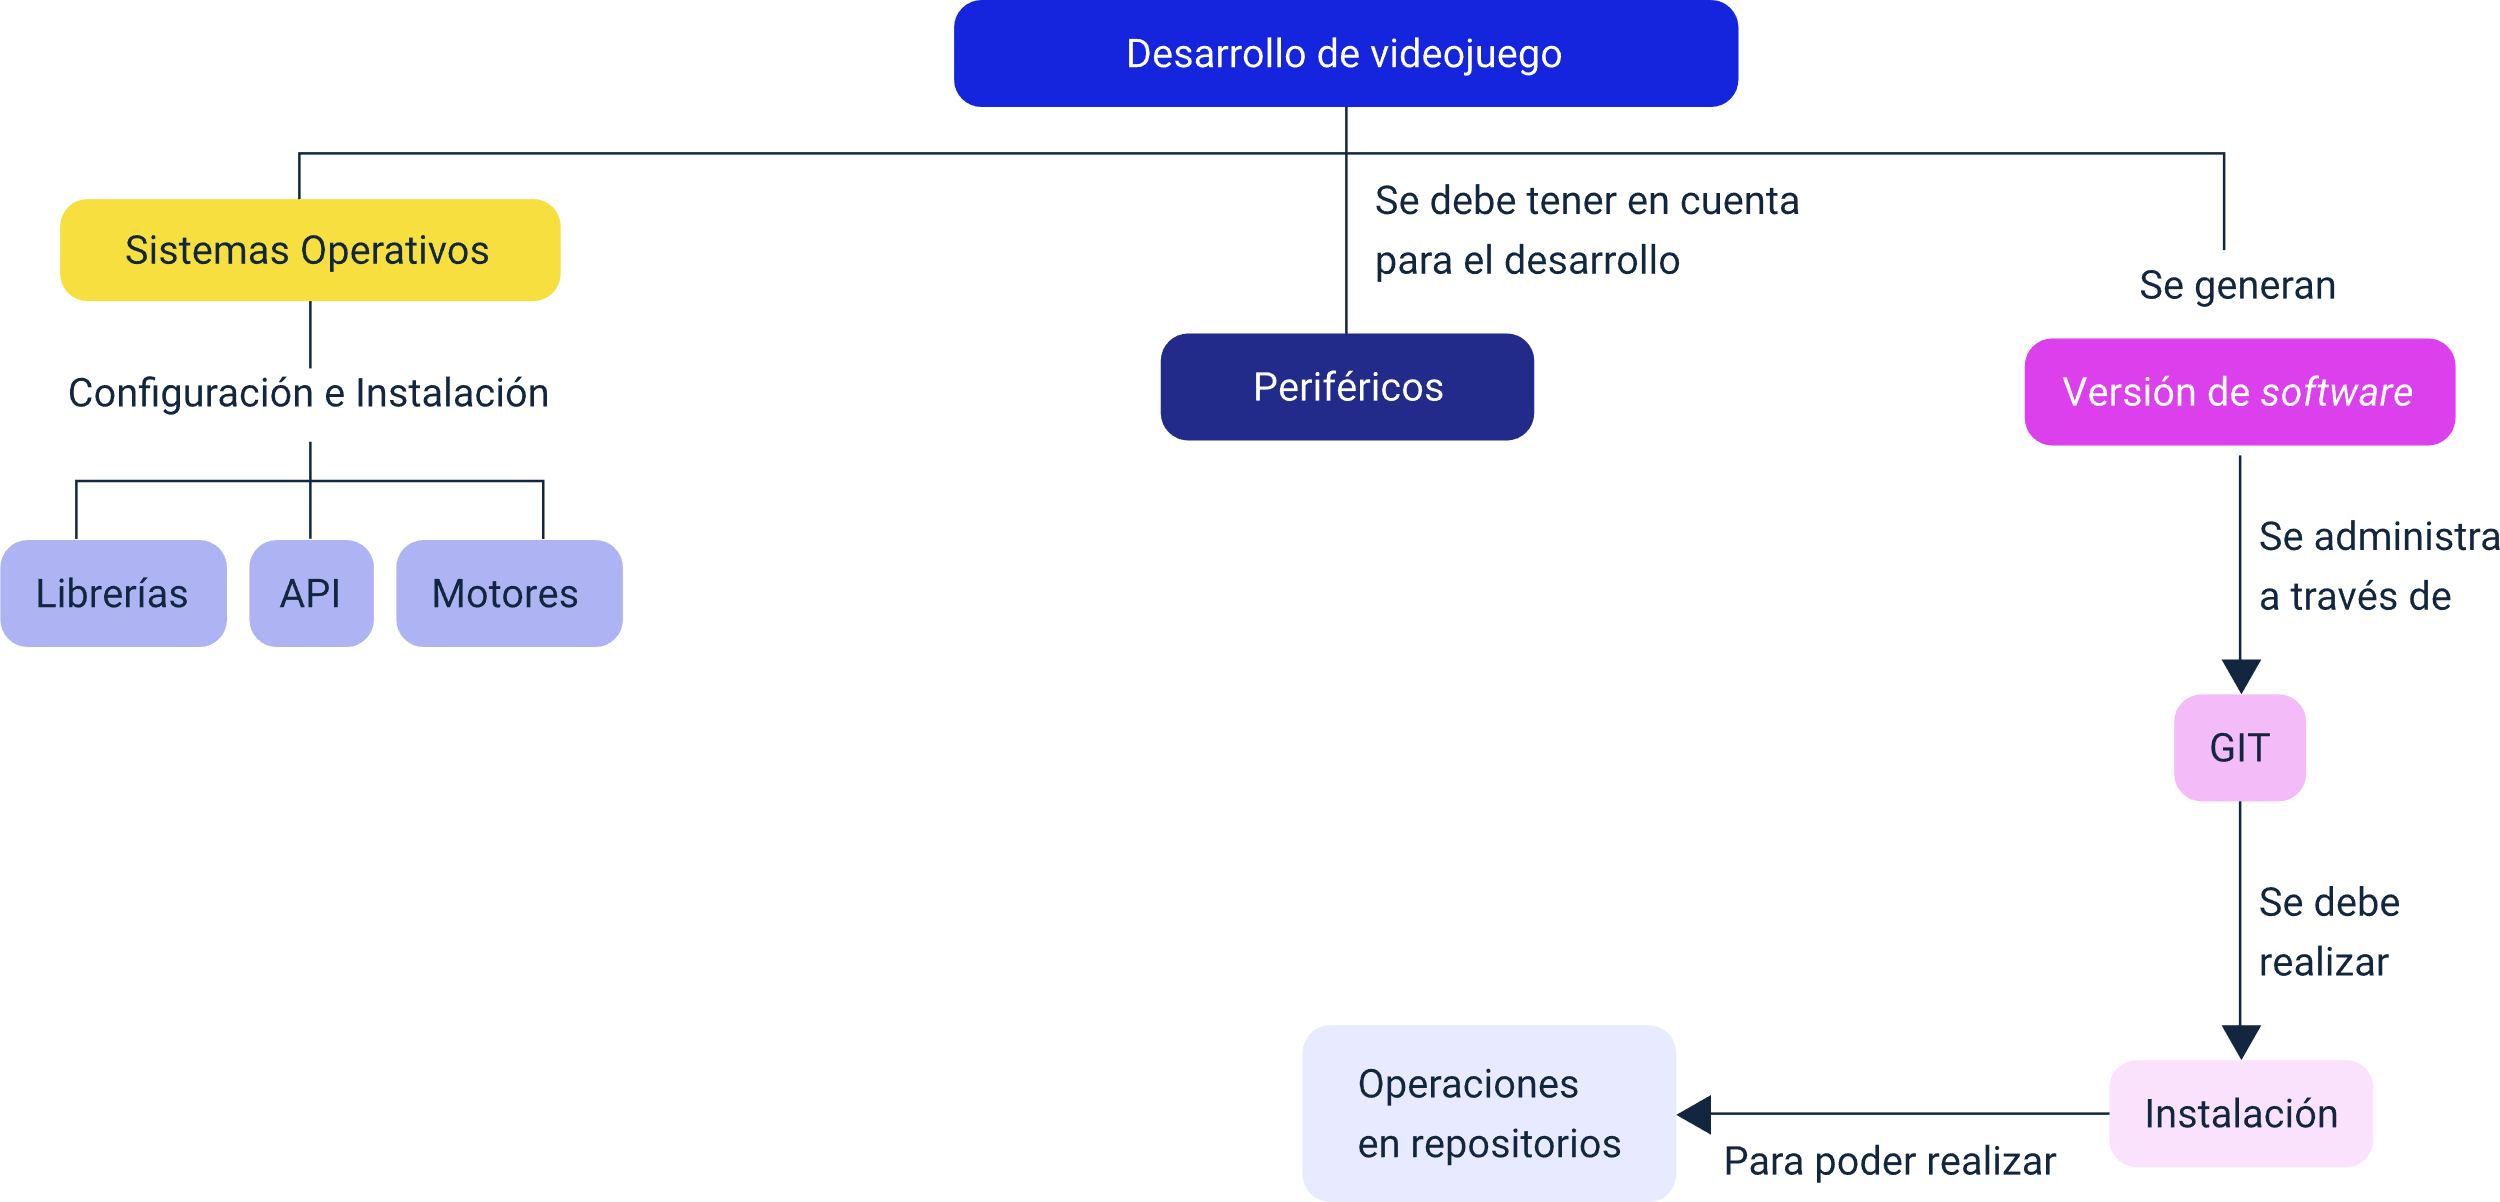 Desarrollo de videojuego
Sistemas Operativos
Configuración e Instalación
Librerías
API
Motores
Se debe tener en cuenta
para el desarrollo
Periféricos
Se generan
Versión de software
Se administra
a través de
GIT
Se debe
realizar
Instalación
Para poder realizar
Operaciones
en repositorios